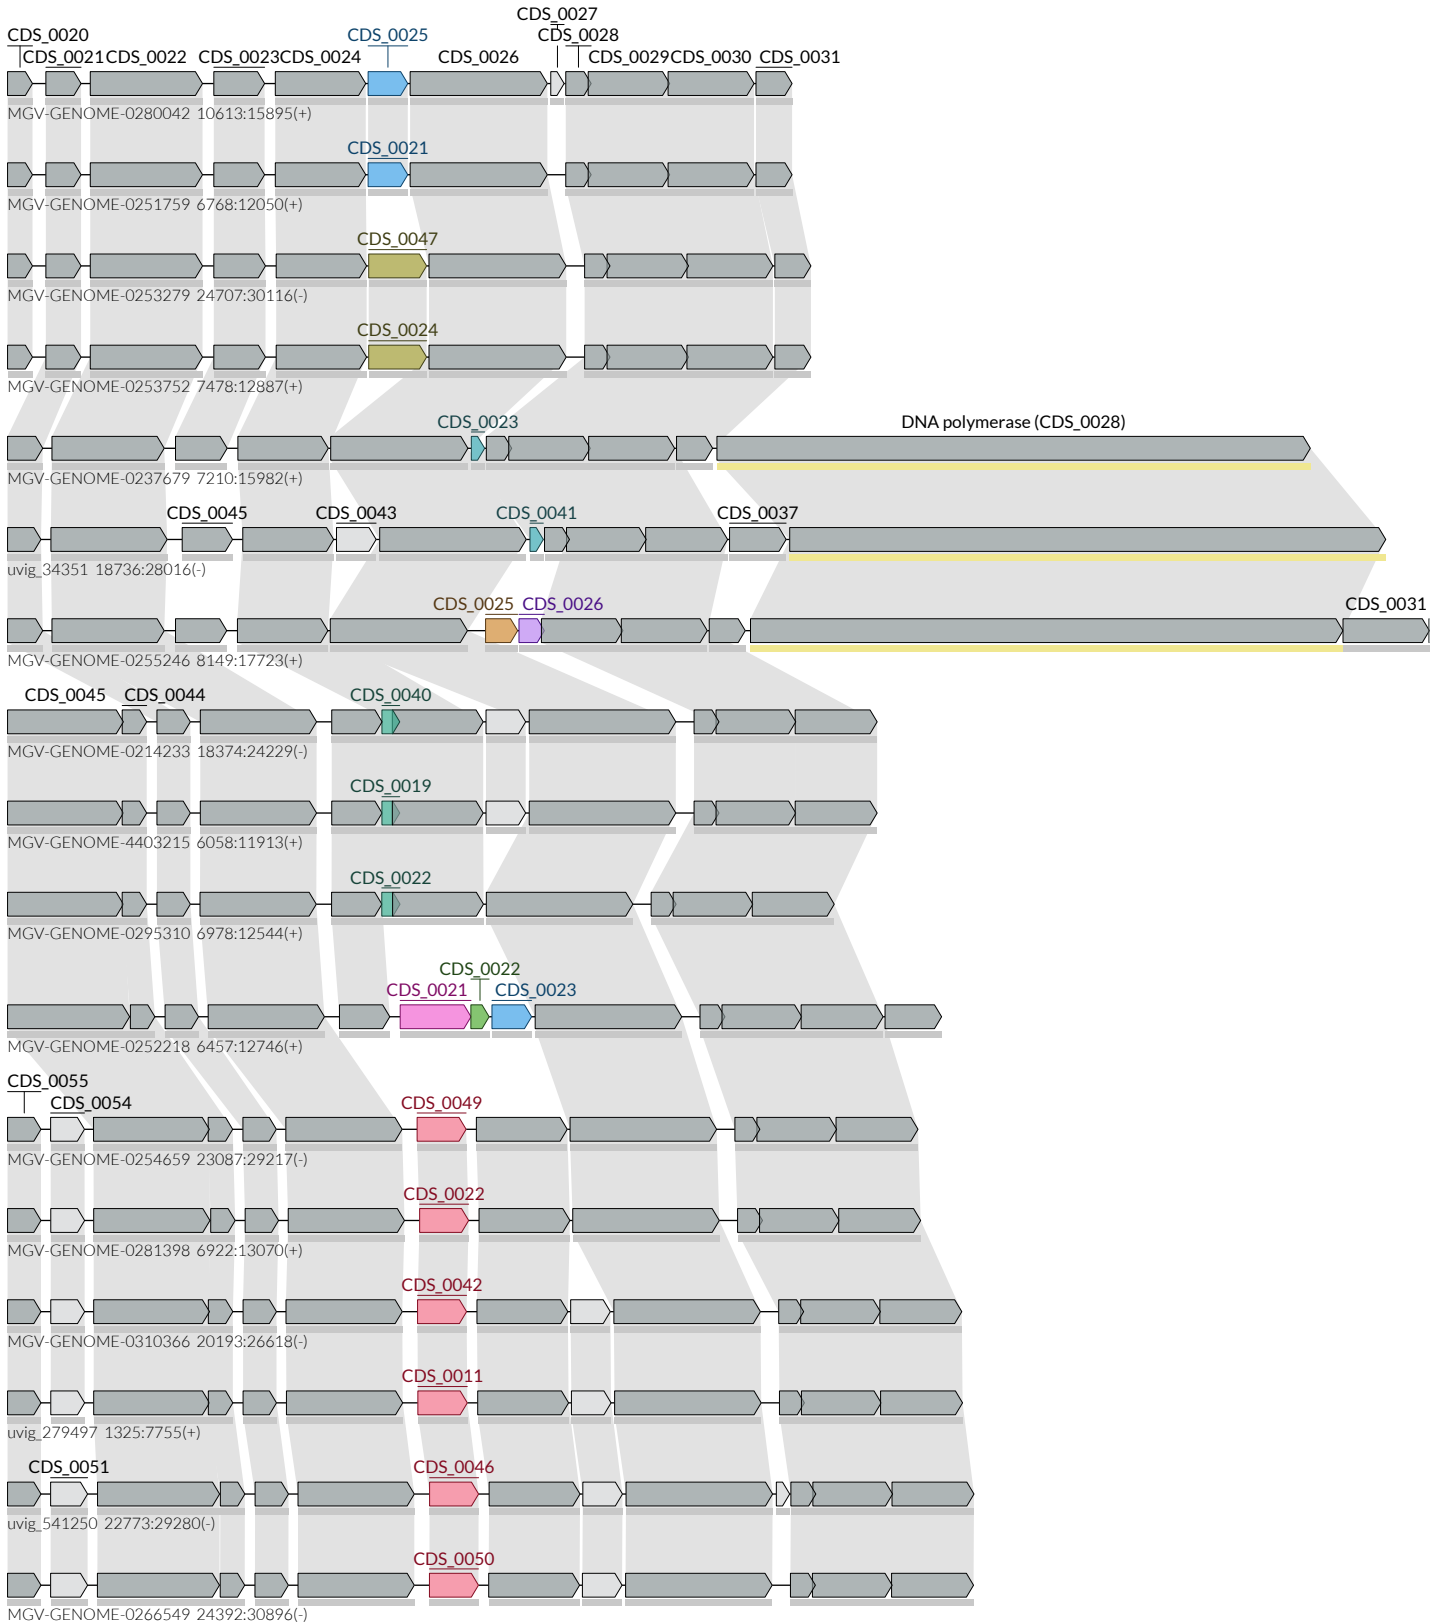 CDS_0027
CDS_0020 CDS_0025 CDS_0028
CDS_0021 CDS_0022 CDS_0023 CDS_0024 CDS_0026 CDS_0029 CDS_0030 CDS_0031
MGV-GENOME-0280042 10613:15895(+)
CDS_0021
MGV-GENOME-0251759 6768:12050(+)
CDS_0047
MGV-GENOME-0253279 24707:30116(-)
CDS_0024
MGV-GENOME-0253752 7478:12887(+)
CDS_0023 DNA polymerase (CDS_0028)
MGV-GENOME-0237679 7210:15982(+)
CDS_0045 CDS_0043 CDS_0041 CDS_0037
uvig_34351 18736:28016(-)
CDS_0025 CDS_0026 CDS_0031
MGV-GENOME-0255246 8149:17723(+)
CDS_0045 CDS_0044 CDS_0040
MGV-GENOME-0214233 18374:24229(-)
CDS_0019
MGV-GENOME-4403215 6058:11913(+)
CDS_0022
MGV-GENOME-0295310 6978:12544(+)
CDS_0022
CDS_0021 CDS_0023
MGV-GENOME-0252218 6457:12746(+)
CDS_0055
CDS_0054 CDS_0049
MGV-GENOME-0254659 23087:29217(-)
CDS_0022
MGV-GENOME-0281398 6922:13070(+)
CDS_0042
MGV-GENOME-0310366 20193:26618(-)
CDS_0011
uvig_279497 1325:7755(+)
CDS_0051 CDS_0046
uvig_541250 22773:29280(-)
CDS_0050
MGV-GENOME-0266549 24392:30896(-)